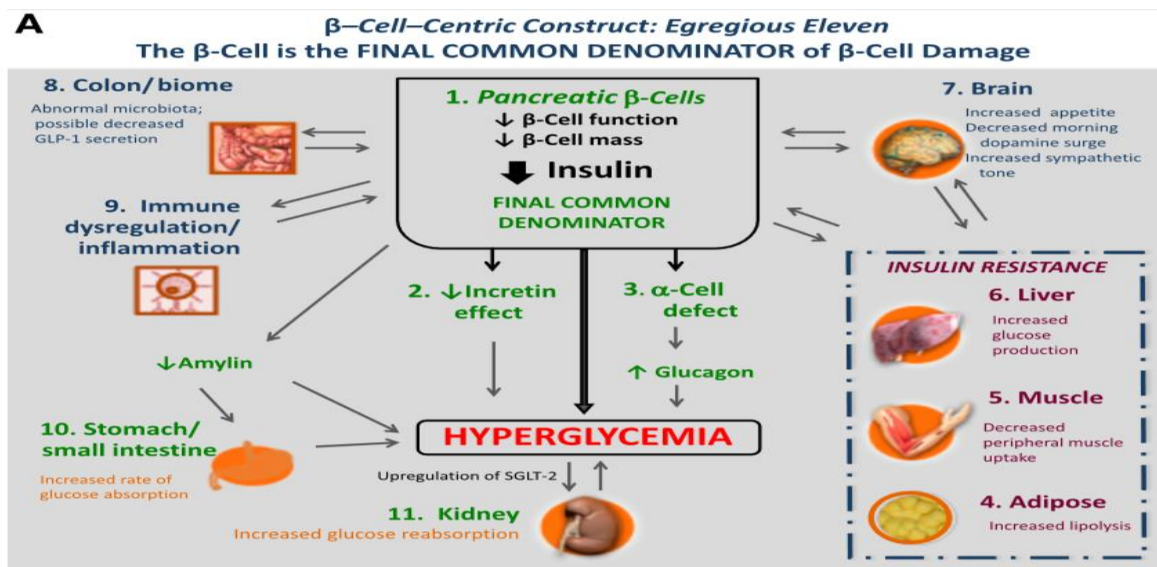 A
β–Cell–Centric Construct: Egregious Eleven
The β-Cell is the FINAL COMMON DENOMINATOR of β-Cell Damage
8. Colon/biome
Abnormal microbiota;
possible decreased
GLP-1 secretion
1. Pancreatic β-Cells
↓ β-Cell function
↓ β-Cell mass
Insulin
FINAL COMMON
DENOMINATOR
7. Brain
Increased appetite
Decreased morning
dopamine surge
Increased sympathetic
tone
9. Immune
dysregulation/
inflammation
2. ↓Incretin
effect
3. α-Cell
defect
↑ Glucagon
INSULIN RESISTANCE
6. Liver
Increased
glucose
production
5. Muscle
Decreased
peripheral muscle
uptake
4. Adipose
Increased lipolysis
↓Amylin
10. Stomach/
small intestine
Increased rate of
glucose absorption
HYPERGLYCEMIA
Upregulation of SGLT-2
11. Kidney
Increased glucose reabsorption